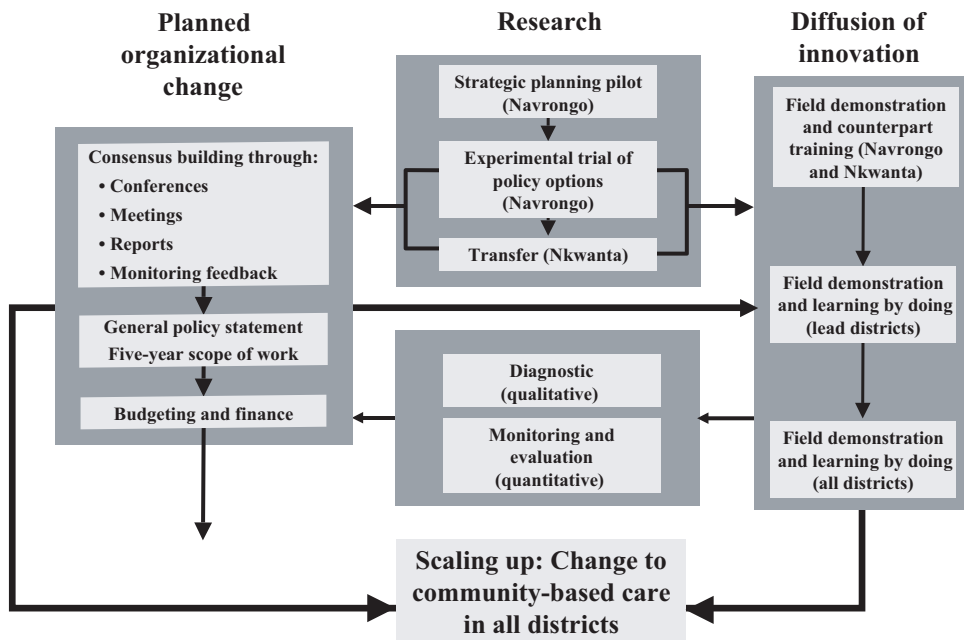 Planned
organizational
change
Consensus building through:
• Conferences
• Meetings
• Reports
• Monitoring feedback
General policy statement
Five-year scope of work
Budgeting and finance
Research
Strategic planning pilot
(Navrongo)
Experimental trial of
policy options
(Navrongo)
Transfer (Nkwanta)
Diagnostic
(qualitative)
Monitoring and
evaluation
(quantitative)
Diffusion of
innovation
Field demonstration
and counterpart
training (Navrongo
and Nkwanta)
Field demonstration
and learning by doing
(lead districts)
Field demonstration
and learning by doing
(all districts)
Scaling up: Change to
community-based care
in all districts